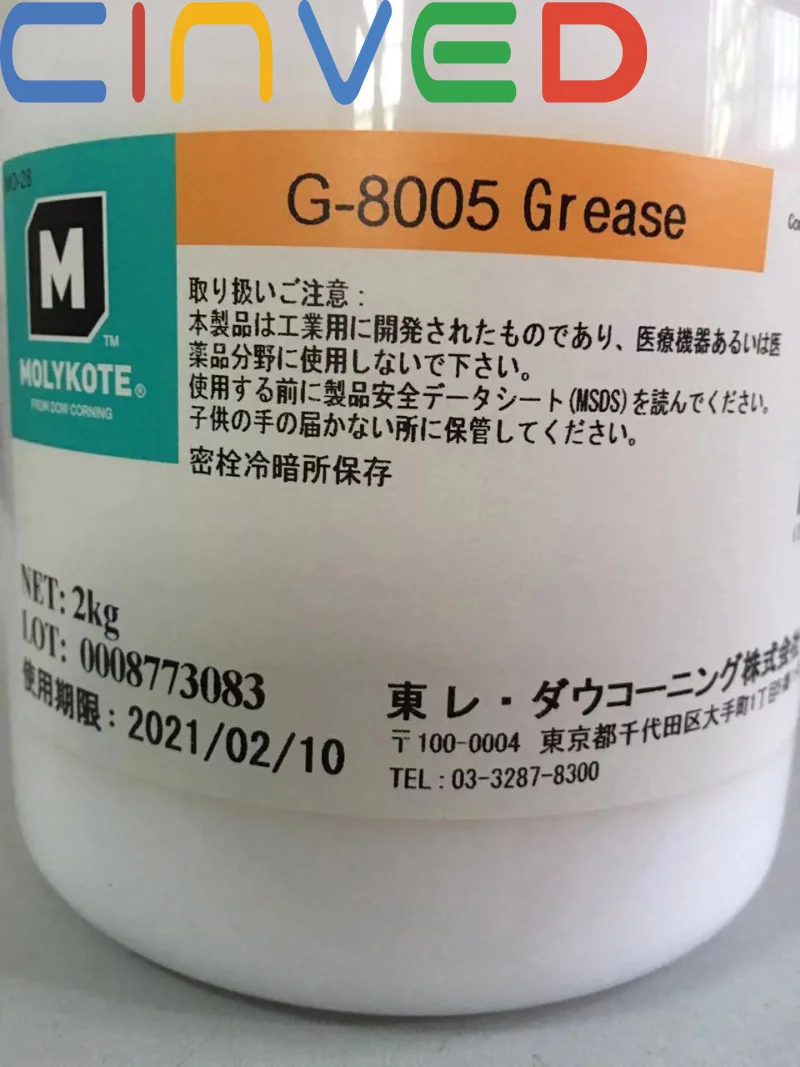 CINVED
G-8005 Grease
M
TM
MOLYKOTE®
FROM DOW CORNING
取り扱いご注意：
本製品は工業用に開発されたものであり、医療機器あるいは医
薬品分野に使用しないで下さい。
使用する前に製品安全データシート(MSDS)を読んでください。
子供の手の届かない所に保管してください。
密栓冷暗所保存
NET: 2kg
LOT: 0008773083
使用期限：2021/02/10
東レ・ダウコーニング株式会
〒100-0004 東京都千代田区大手町1丁目
TEL：03-3287-8300